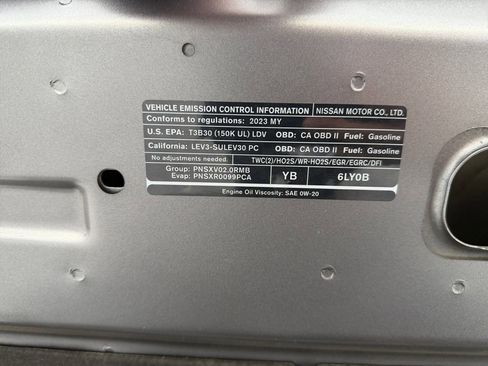 VEHICLE EMISSION CONTROL INFORMATION NISSAN MOTOR CO., LTD.
Conforms to regulations: 2023 MY
U.S. EPA: T3B30 (150K UL) LDV OBD: CA OBD II Fuel: Gasoline
California: LEV3-SULEV30 PC OBD: CA OBD II Fuel: Gasoline
No adjustments needed. TWC(2)/HO2S/WR-HO2S/EGR/EGRC/DFI
Group: PNSXV02.0RMB
Evap: PNSXR0099PCA YB 6LY0B
Engine Oil Viscosity: SAE 0W-20